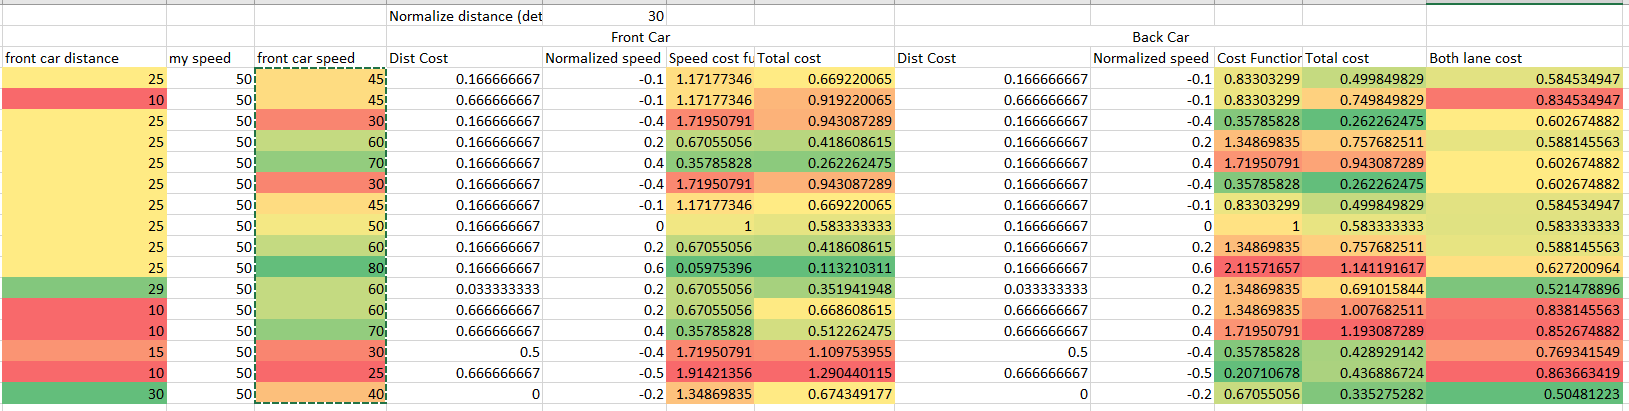 Normalize distance (det 30
Front Car Back Car
front car distance my speed front car speed Dist Cost Normalized speed Speed cost fu Total cost Dist Cost Normalized speed Cost Function Total cost Both lane cost
25 50 45 0.166666667 -0.1 1.17177346 0.669220065 0.166666667 -0.1 0.83303299 0.499849829 0.584534947
10 50 45 0.666666667 -0.1 1.17177346 0.919220065 0.666666667 -0.1 0.83303299 0.749849829 0.834534947
25 50 30 0.166666667 -0.4 1.71950791 0.943087289 0.166666667 -0.4 0.35785828 0.262262475 0.602674882
25 50 60 0.166666667 0.2 0.67055056 0.418608615 0.166666667 0.2 1.34869835 0.757682511 0.588145563
25 50 70 0.166666667 0.4 0.35785828 0.262262475 0.166666667 0.4 1.71950791 0.943087289 0.602674882
25 50 30 0.166666667 -0.4 1.71950791 0.943087289 0.166666667 -0.4 0.35785828 0.262262475 0.602674882
25 50 45 0.166666667 -0.1 1.17177346 0.669220065 0.166666667 -0.1 0.83303299 0.499849829 0.584534947
25 50 50 0.166666667 0 1 0.583333333 0.166666667 0 1 0.583333333 0.583333333
25 50 60 0.166666667 0.2 0.67055056 0.418608615 0.166666667 0.2 1.34869835 0.757682511 0.588145563
25 50 80 0.166666667 0.6 0.05975396 0.113210311 0.166666667 0.6 2.11571657 1.141191617 0.627200964
29 50 60 0.033333333 0.2 0.67055056 0.351941948 0.033333333 0.2 1.34869835 0.691015844 0.521478896
10 50 60 0.666666667 0.2 0.67055056 0.668608615 0.666666667 0.2 1.34869835 1.007682511 0.838145563
10 50 70 0.666666667 0.4 0.35785828 0.512262475 0.666666667 0.4 1.71950791 1.193087289 0.852674882
15 50 30 0.5 -0.4 1.71950791 1.109753955 0.5 -0.4 0.35785828 0.428929142 0.769341549
10 50 25 0.666666667 -0.5 1.91421356 1.290440115 0.666666667 -0.5 0.20710678 0.436886724 0.863663419
30 50 40 0 -0.2 1.34869835 0.674349177 0 -0.2 0.67055056 0.335275282 0.50481223